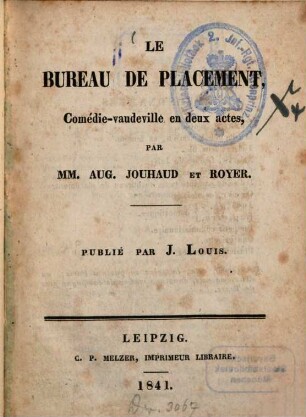 LE
BUREAU DE PLACEMENT,
Comédie-vaudeville en deux actes,
PAR
MM. AUG. JOUHAUD ET ROYER.
PUBLIÉ PAR J. LOUIS.
LEIPZIG.
C. P. MELZER, IMPRIMEUR LIBRAIRE.
1841.